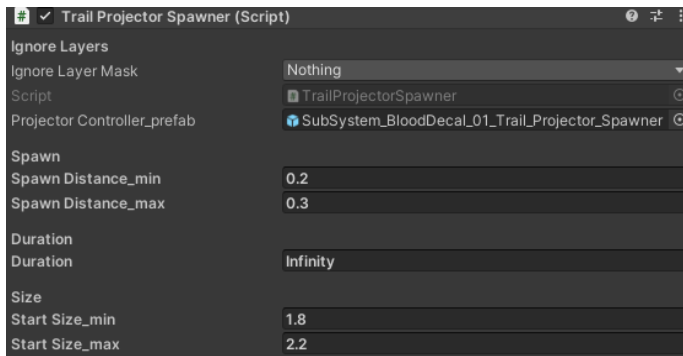 # Trail Projector Spawner (Script)
Ignore Layers
Ignore Layer Mask Nothing
Script TrailProjectorSpawner
Projector Controller_prefab SubSystem_BloodDecal_01_Trail_Projector_Spawner
Spawn
Spawn Distance_min 0.2
Spawn Distance_max 0.3
Duration
Duration Infinity
Size
Start Size_min 1.8
Start Size_max 2.2